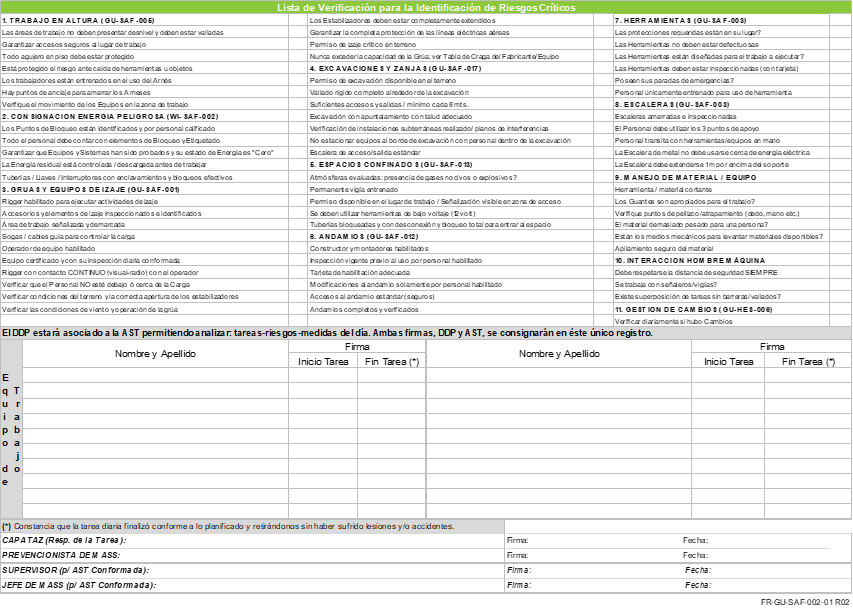 Lista de Verificación para la Identificación de Riesgos Críticos
1. TRABAJO EN ALTURA (GU-SAF-005)
Las áreas de trabajo no deben presentar desnivel y deben estar valladas
Garantizar accesos seguros al lugar de trabajo
Todo agujero en piso debe estar protegido
Está protegido el riesgo ante caída de herramientas u objetos
Los trabajadores están entrenados en el uso del Arnés
Hay puntos de anclaje para amarrar los Arneses
Verifique el movimiento de los Equipos en la zona de trabajo
2. CONSIGNACION ENERGIA PELIGROSA (WI-SAF-002)
Los Puntos de Bloqueo están identificados y por personal calificado
Todo el personal debe contar con elementos de Bloqueo y Etiquetado
Garantizar que Equipos y Sistemas han sido probados y su estado de Energía es "Cero"
La Energía residual está controlada / descargada antes de trabajar
Tuberías / Llaves / Interruptores con enclavamientos y bloqueos efectivos
3. GRUAS Y EQUIPOS DE IZAJE (GU-SAF-001)
Rigger habilitado para ejecutar actividades de izaje
Accesorios y elementos de izaje inspeccionados e identificados
Área de trabajo señalizada y demarcada
Sogas / cables guía para controlar la carga
Operador de equipo habilitado
Equipo certificado y con su inspección diaria conformada
Rigger con contacto CONTINUO (visual-radio) con el operador
Verificar que el Personal NO esté debajo ó cerca de la Carga
Verificar condiciones del terreno y la correcta apertura de los estabilizadores
Verificar las condiciones de viento y operación de la grúa
Los Establizadores deben estar completamente extendidos
Garantizar la completa protección de las líneas eléctricas aéreas
Permiso de izaje crítico en terreno
Nunca exceder la capacidad de la Grúa; ver Tabla de Craga del Fabricante/Equipo
4. EXCAVACIONES Y ZANJAS (GU-SAF-017)
Permiso de excavación disponible en el terreno
Vallado rígido completo alrededor de la excavación
Suficientes accesos y salidas / mínimo cada 8 mts.
Excavación con apuntalamiento con talud adecuado
Verificación de instalaciones subterráneas realizado/ planos de interferencias
No estacionar equipos al borde de excavación con personal dentro de la excavación
Escalera de acceso/salida estándar
5. ESPACIOS CONFINADOS (GU-SAF-013)
Atmósferas evaluadas: presencia de gases nocivos o explosivos?
Permanente vigía entrenado
Permiso disponible en el lugar de trabajo / Señalización visible en zona de acceso
Se deben utilizar herramientas de bajo voltaje (12 volt)
Tuberías bloqueadas y con desconexión y bloqueo total para entrar al espacio
6. ANDAMIOS (GU-SAF-012)
Constructor y montadores habilitados
Inspección vigente previo al uso por personal habilitado
Tarjeta de habilitación adecuada
Modificaciones al andamio solamente por personal habilitado
Accesos al andamio estándar (seguros)
Andamios completos y verificados
7. HERRAMIENTAS (GU-SAF-003)
Las protecciones requeridas están en su lugar?
Las Herramientas no deben estar defectuosas
Las Herramientas están diseñadas para el trabajo a ejecutar?
Las Herramientas deben estar inspeccionadas (con tarjeta)
Poseen sus paradas de emergencias?
Personal únicamente entrenado para uso de herramienta
8. ESCALERAS (GU-SAF-003)
Escaleras amarradas e inspeccionadas
El Personal debe utilizar los 3 puntos de apoyo
Personal transita con herramientas/equipos en mano
La Escalera de metal no debe usarse cerca de energía eléctrica
La Escalera debe extenderse 1m por encima del soporte
9. MANEJO DE MATERIAL / EQUIPO
Herramienta / material cortante
Los Guantes son apropiados para el trabajo?
Verifique puntos de pellizco/atrapamiento (dedo, mano etc.)
El material demasiado pesado para una persona?
Están los medios mecánicos para levantar materiales disponibles?
Apilamiento seguro del material
10. INTERACCION HOMBRE MÁQUINA
Debe respetarse la distancia de seguridad SIEMPRE
Se trabaja con señaleros/vigías?
Existe superposición de tareas sin barreras/vallados?
11. GESTION DE CAMBIOS (GU-HES-006)
Verificar diariamente si hubo Cambios
El DDP estará asociado a la AST permitiendo analizar: tareas-riesgos-medidas del día. Ambas firmas, DDP y AST, se consignarán en éste único registro.
Nombre y Apellido
Firma
Inicio Tarea
Fin Tarea (*)
Nombre y Apellido
Firma
Inicio Tarea
Fin Tarea (*)
Equipo de
Trabajo
(*) Constancia que la tarea diaria finalizó conforme a lo planificado y retirándonos sin haber sufrido lesiones y/o accidentes.
CAPATAZ (Resp. de la Tarea): Firma: Fecha:
PREVENCIONISTA DE MASS: Firma: Fecha:
SUPERVISOR (p/ AST Conformada): Firma: Fecha:
JEFE DE MASS (p/ AST Conformada): Firma: Fecha:
FR-GU-SAF-002-01 R02